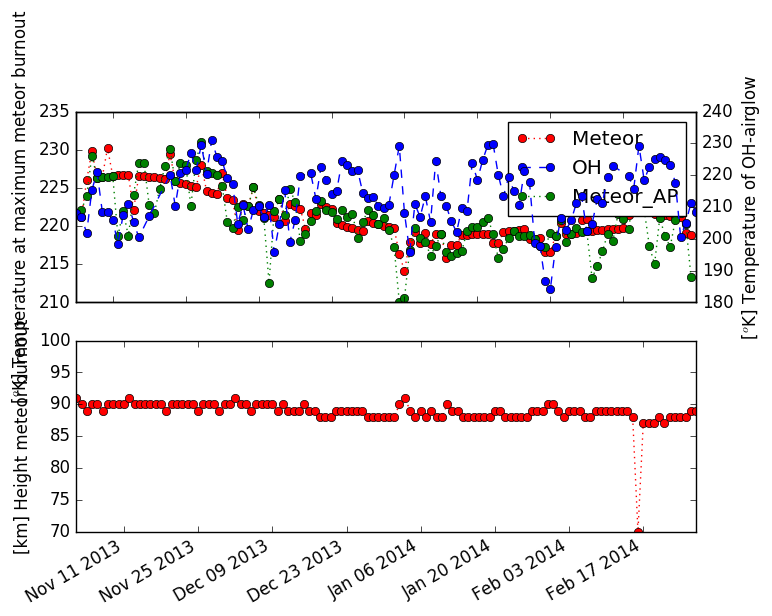 [°K] Temperature at maximum meteor burnout
235
230
225
220
215
210
Meteor
OH
Meteor_AP
240
230
220
210
200
190
180
[°K] Temperature of OH-airglow
[km] Height meteor burnout
100
95
90
85
80
75
70
Nov 11 2013
Nov 25 2013
Dec 09 2013
Dec 23 2013
Jan 06 2014
Jan 20 2014
Feb 03 2014
Feb 17 2014